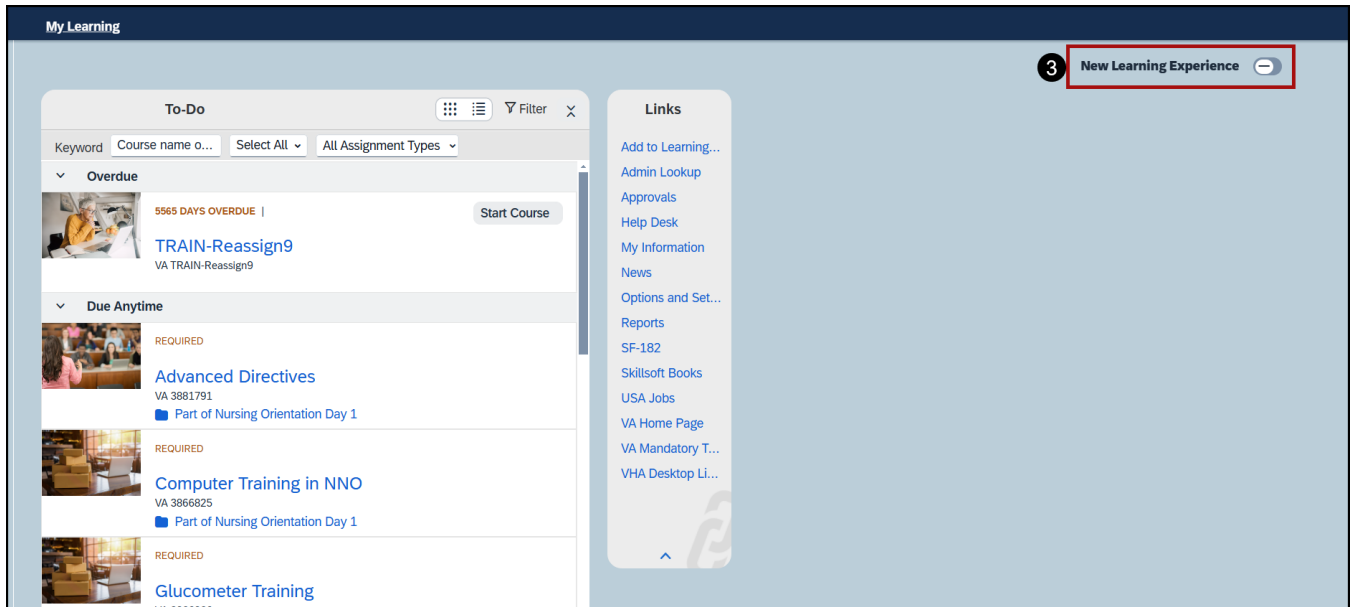 My Learning
3 New Learning Experience
To-Do
Filter
Keyword Course name o... Select All All Assignment Types
Overdue
5565 DAYS OVERDUE |
Start Course
TRAIN-Reassign9
VA TRAIN-Reassign9
Due Anytime
REQUIRED
Advanced Directives
VA 3881791
Part of Nursing Orientation Day 1
REQUIRED
Computer Training in NNO
VA 3866825
Part of Nursing Orientation Day 1
REQUIRED
Glucometer Training
Links
Add to Learning...
Admin Lookup
Approvals
Help Desk
My Information
News
Options and Set...
Reports
SF-182
Skillsoft Books
USA Jobs
VA Home Page
VA Mandatory T...
VHA Desktop Li...